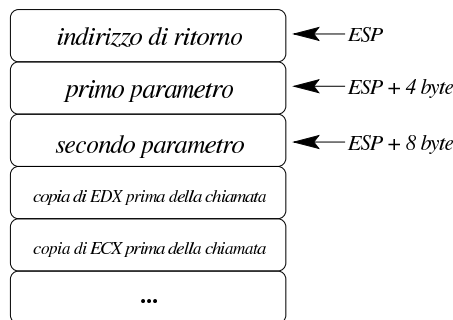 indirizzo di ritorno
ESP
primo parametro
ESP + 4 byte
secondo parametro
ESP + 8 byte
copia di EDX prima della chiamata
copia di ECX prima della chiamata
...